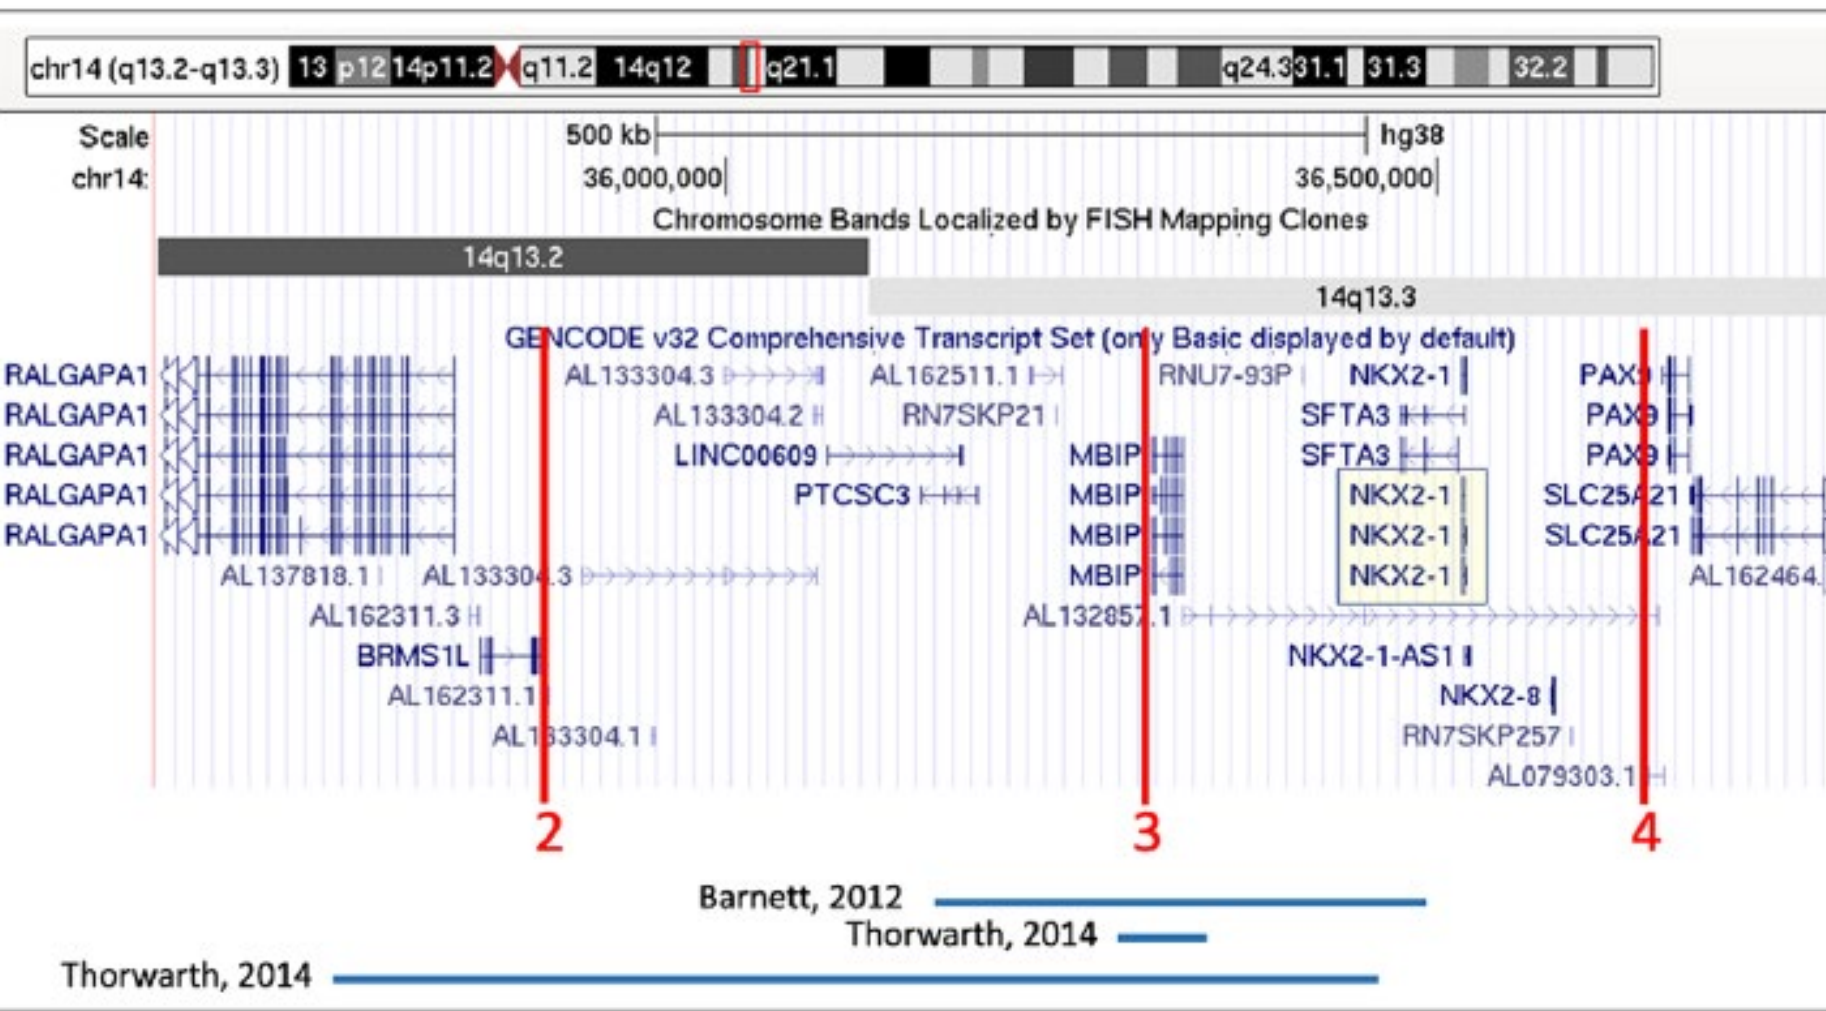 chr14 (q13.2-q13.3) 13 p12 14p11.2 q11.2 14q12 q21.1 q24.3 31.1 31.3 32.2
Scale 500 kb hg38
chr14: 36,000,000 36,500,000
Chromosome Bands Localized by FISH Mapping Clones
14q13.2
14q13.3
GENCODE v32 Comprehensive Transcript Set (only Basic displayed by default)
RALGAPA1 AL133304.3 AL162511.1 RNU7-93P NKX2-1 PAX9
RALGAPA1 AL133304.2 RN7SKP21 SFTA3 PAX9
RALGAPA1 LINC00609 MBIP SFTA3 PAX9
RALGAPA1 PTCSC3 MBIP NKX2-1 SLC25A21
RALGAPA1 MBIP NKX2-1 SLC25A21
AL137818.1 AL133304.3 MBIP NKX2-1 AL162464.
AL162311.3 AL132857.1
BRMS1L NKX2-1-AS1
AL162311.1 NKX2-8
AL133304.1 RN7SKP257
AL079303.1
2 3 4
Barnett, 2012
Thorwarth, 2014
Thorwarth, 2014